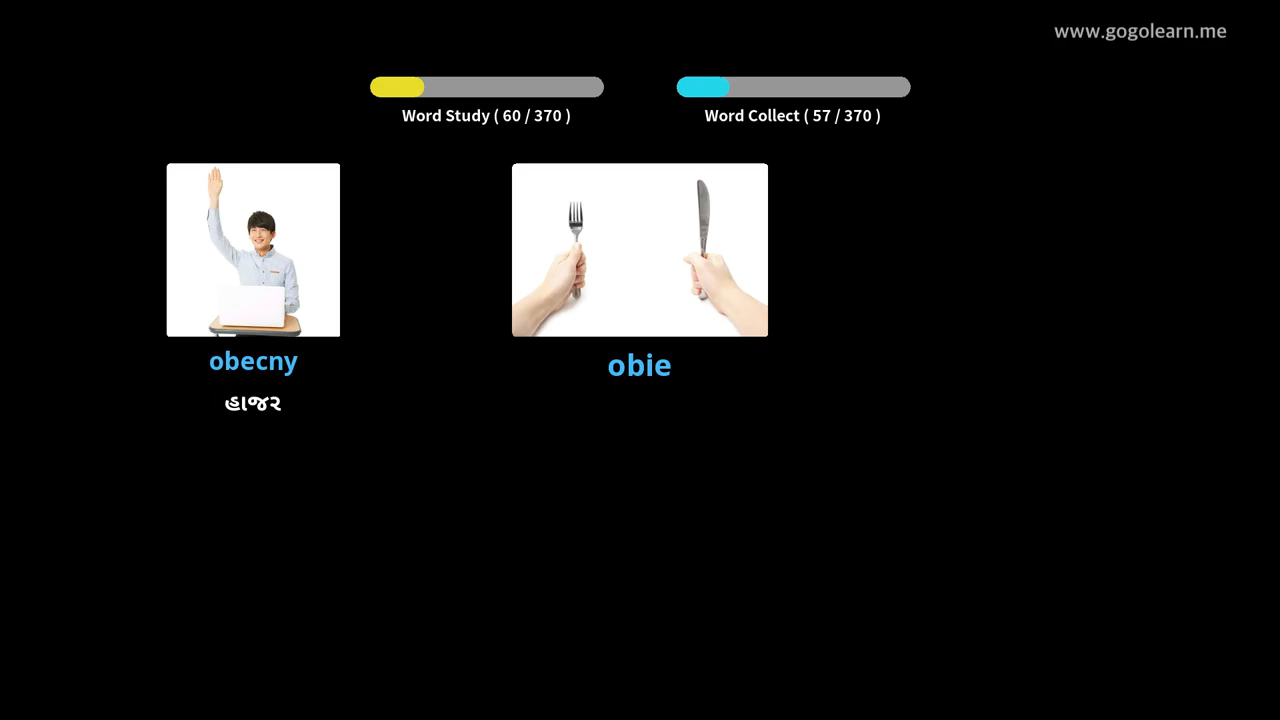 www.gogolearn.me
Word Study ( 60 / 370 )
Word Collect ( 57 / 370 )
obecny
હાજર
obie